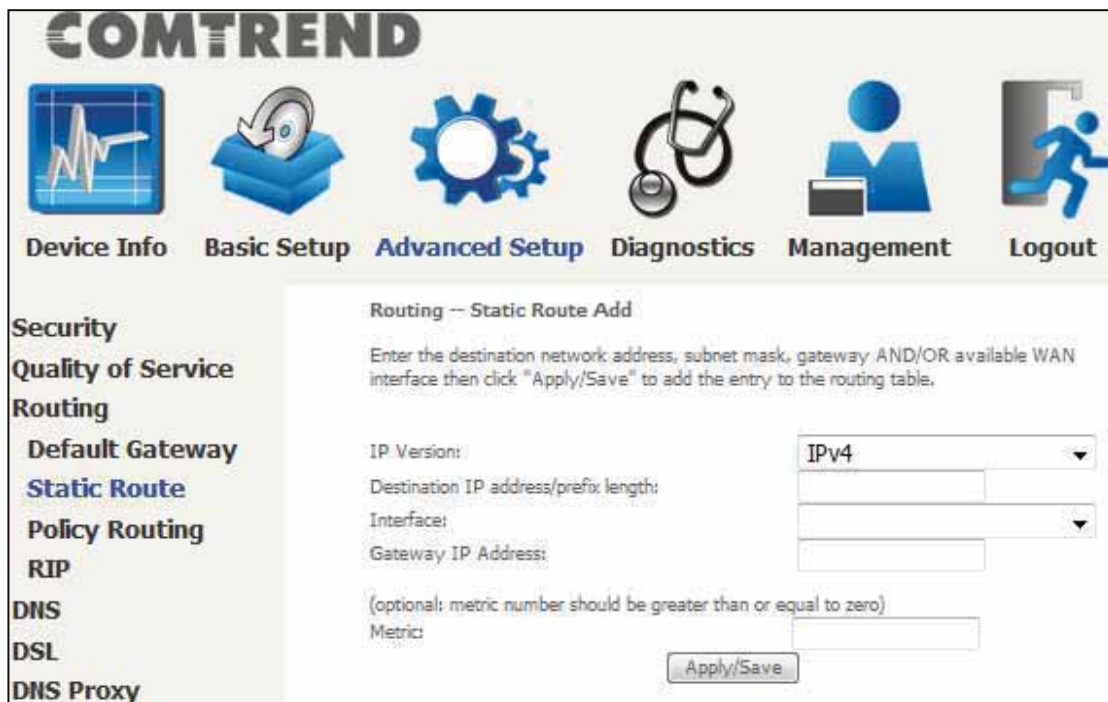 COMTREND
Device Info Basic Setup Advanced Setup Diagnostics Management Logout
Security
Quality of Service
Routing
Default Gateway
Static Route
Policy Routing
RIP
DNS
DSL
DNS Proxy
Routing -- Static Route Add
Enter the destination network address, subnet mask, gateway AND/OR available WAN
interface then click "Apply/Save" to add the entry to the routing table.
IP Version: IPv4
Destination IP address/prefix length:
Interface:
Gateway IP Address:
(optional: metric number should be greater than or equal to zero)
Metric:
Apply/Save